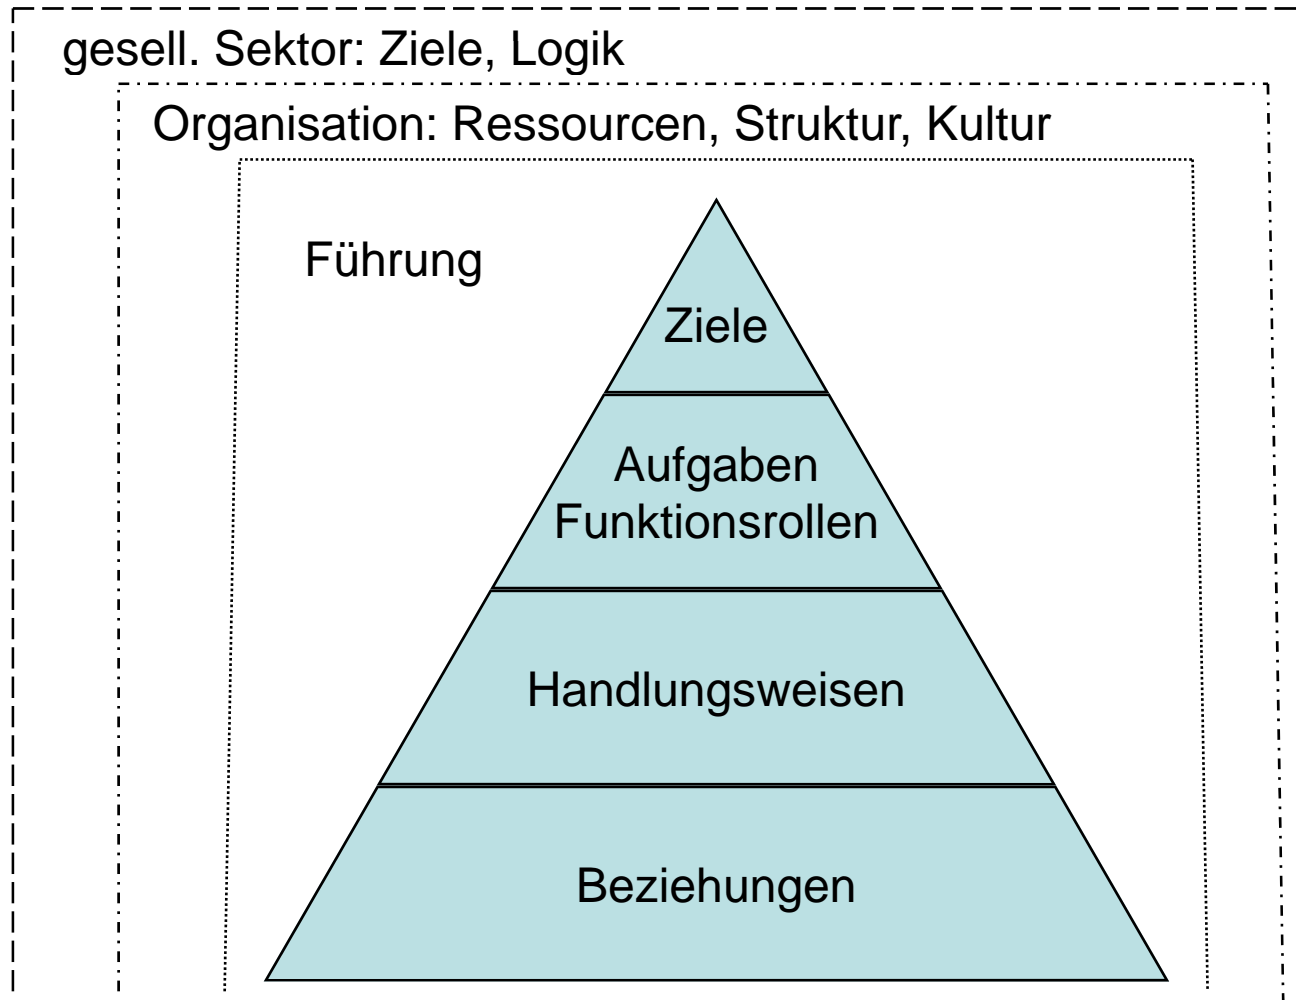 gesell. Sektor: Ziele, Logik
Organisation: Ressourcen, Struktur, Kultur
Führung
Ziele
Aufgaben
Funktionsrollen
Handlungsweisen
Beziehungen